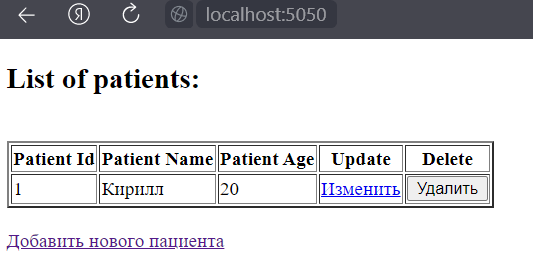 localhost:5050
List of patients:
Patient Id Patient Name Patient Age Update Delete
1 Кирилл 20 Изменить Удалить
Добавить нового пациента